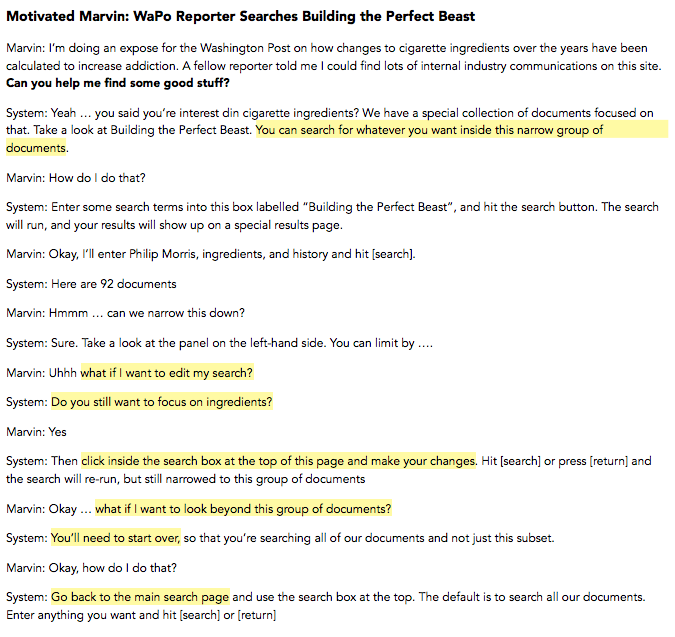 Motivated Marvin: WaPo Reporter Searches Building the Perfect Beast
Marvin: I'm doing an expose for the Washington Post on how changes to cigarette ingredients over the years have been
calculated to increase addiction. A fellow reporter told me I could find lots of internal industry communications on this site.
Can you help me find some good stuff?
System: Yeah … you said you're interest din cigarette ingredients? We have a special collection of documents focused on
that. Take a look at Building the Perfect Beast. You can search for whatever you want inside this narrow group of
documents.
Marvin: How do I do that?
System: Enter some search terms into this box labelled "Building the Perfect Beast", and hit the search button. The search
will run, and your results will show up on a special results page.
Marvin: Okay, I'll enter Philip Morris, ingredients, and history and hit [search].
System: Here are 92 documents
Marvin: Hmmm … can we narrow this down?
System: Sure. Take a look at the panel on the left-hand side. You can limit by ….
Marvin: Uhhh what if I want to edit my search?
System: Do you still want to focus on ingredients?
Marvin: Yes
System: Then click inside the search box at the top of this page and make your changes. Hit [search] or press [return] and
the search will re-run, but still narrowed to this group of documents
Marvin: Okay … what if I want to look beyond this group of documents?
System: You'll need to start over, so that you're searching all of our documents and not just this subset.
Marvin: Okay, how do I do that?
System: Go back to the main search page and use the search box at the top. The default is to search all our documents.
Enter anything you want and hit [search] or [return]